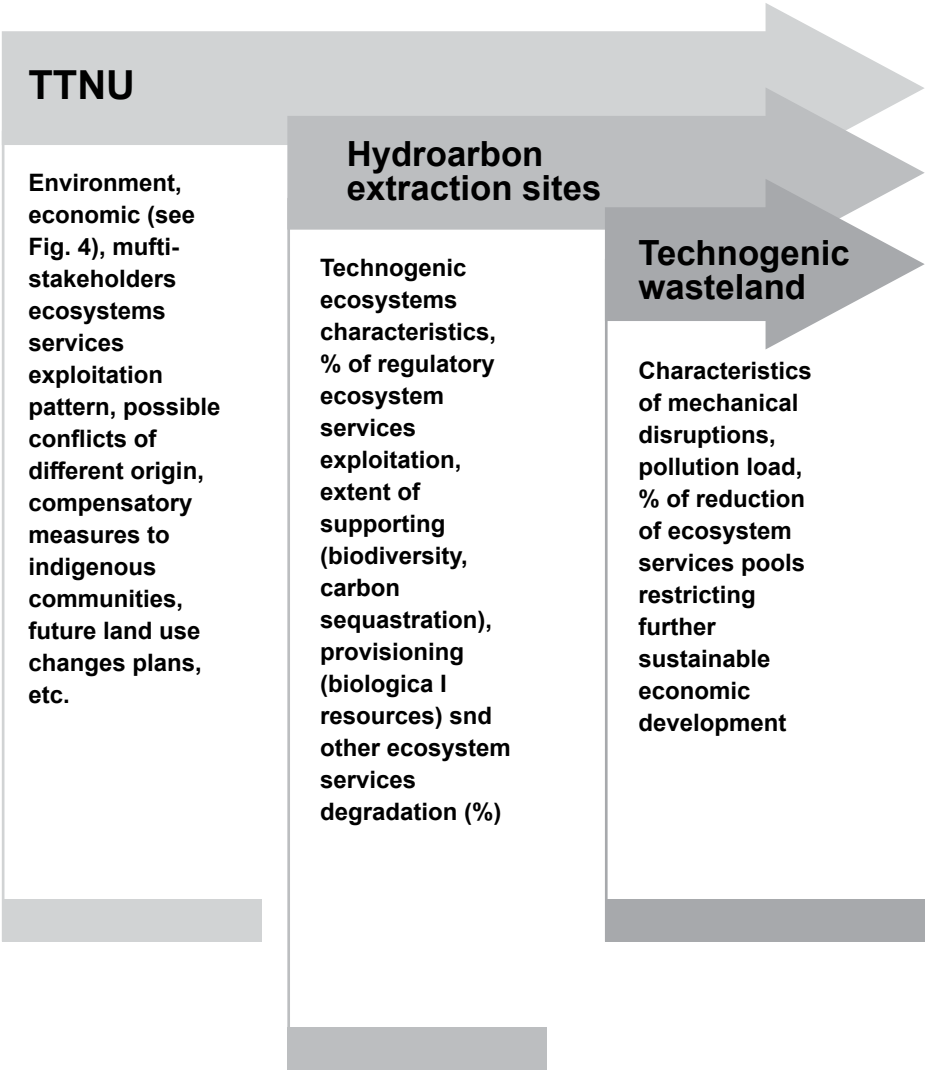 TTNU
Environment,
economic (see
Fig. 4), mufti-
stakeholders
ecosystems
services
exploitation
pattern, possible
conflicts of
different origin,
compensatory
measures to
indigenous
communities,
future land use
changes plans,
etc.
Hydroarbon
extraction sites
Technogenic
ecosystems
characteristics,
% of regulatory
ecosystem
services
exploitation,
extent of
supporting
(biodiversity,
carbon
sequastration),
provisioning
(biologica l
resources) snd
other ecosystem
services
degradation (%)
Technogenic
wasteland
Characteristics
of mechanical
disruptions,
pollution load,
% of reduction
of ecosystem
services pools
restricting
further
sustainable
economic
development